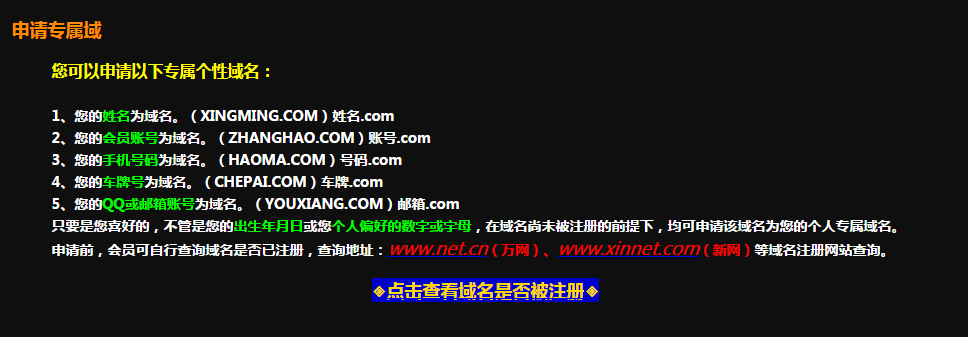 申请专属域
您可以申请以下专属个性域名：
1、您的姓名为域名。（XINGMING.COM）姓名.com
2、您的会员账号为域名。（ZHANGHAO.COM）账号.com
3、您的手机号码为域名。（HAOMA.COM）号码.com
4、您的车牌号为域名。（CHEPAI.COM）车牌.com
5、您的QQ或邮箱账号为域名。（YOUXIANG.COM）邮箱.com
只要是您喜好的，不管是您的出生年月日或您个人偏好的数字或字母，在域名尚未被注册的前提下，均可申请该域名为您的个人专属域名。
申请前，会员可自行查询域名是否已注册，查询地址：www.net.cn（万网）、www.xinnet.com（新网）等域名注册网站查询。
◈点击查看域名是否被注册◈